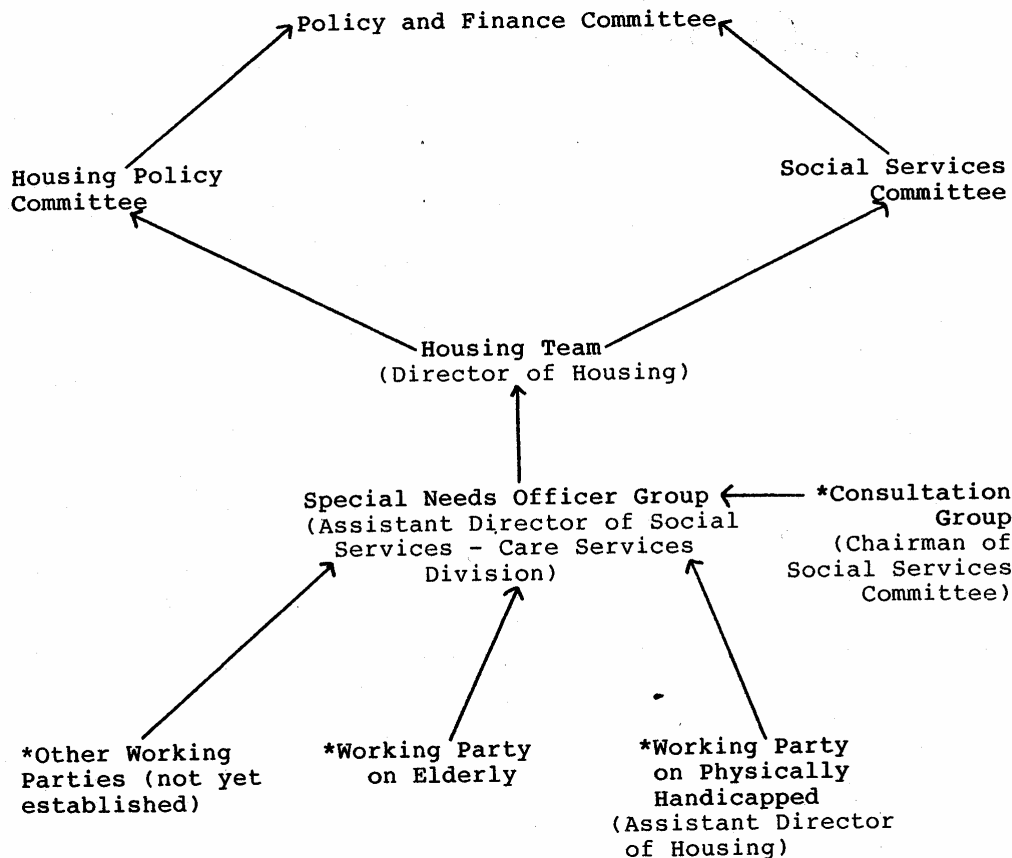 Policy and Finance Committee
Housing Policy
Committee
Social Services
Committee
Housing Team
(Director of Housing)
Special Needs Officer Group
(Assistant Director of Social
Services - Care Services
Division)
*Consultation
Group
(Chairman of
Social Services
Committee)
*Other Working
Parties (not yet
established)
*Working Party
on Elderly
*Working Party
on Physically
Handicapped
(Assistant Director
of Housing)